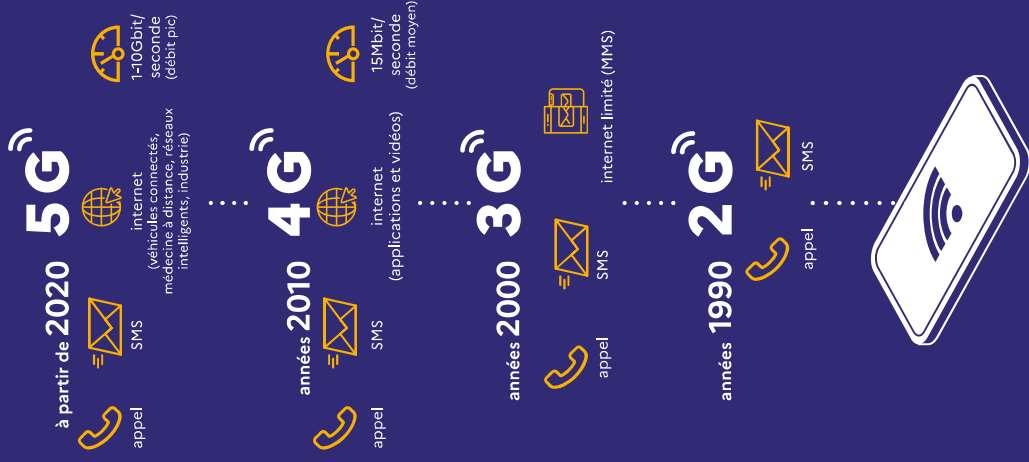 à partir de 2020 5G
appel
SMS
internet
(véhicules connectés,
médecine à distance, réseaux
intelligents, industrie)
1-10Gbit/
seconde
(débit pic)
années 2010 4G
appel
SMS
internet
(applications et vidéos)
15Mbit/
seconde
(débit moyen)
années 2000 3G
appel
SMS
internet limité (MMS)
années 1990 2G
appel
SMS